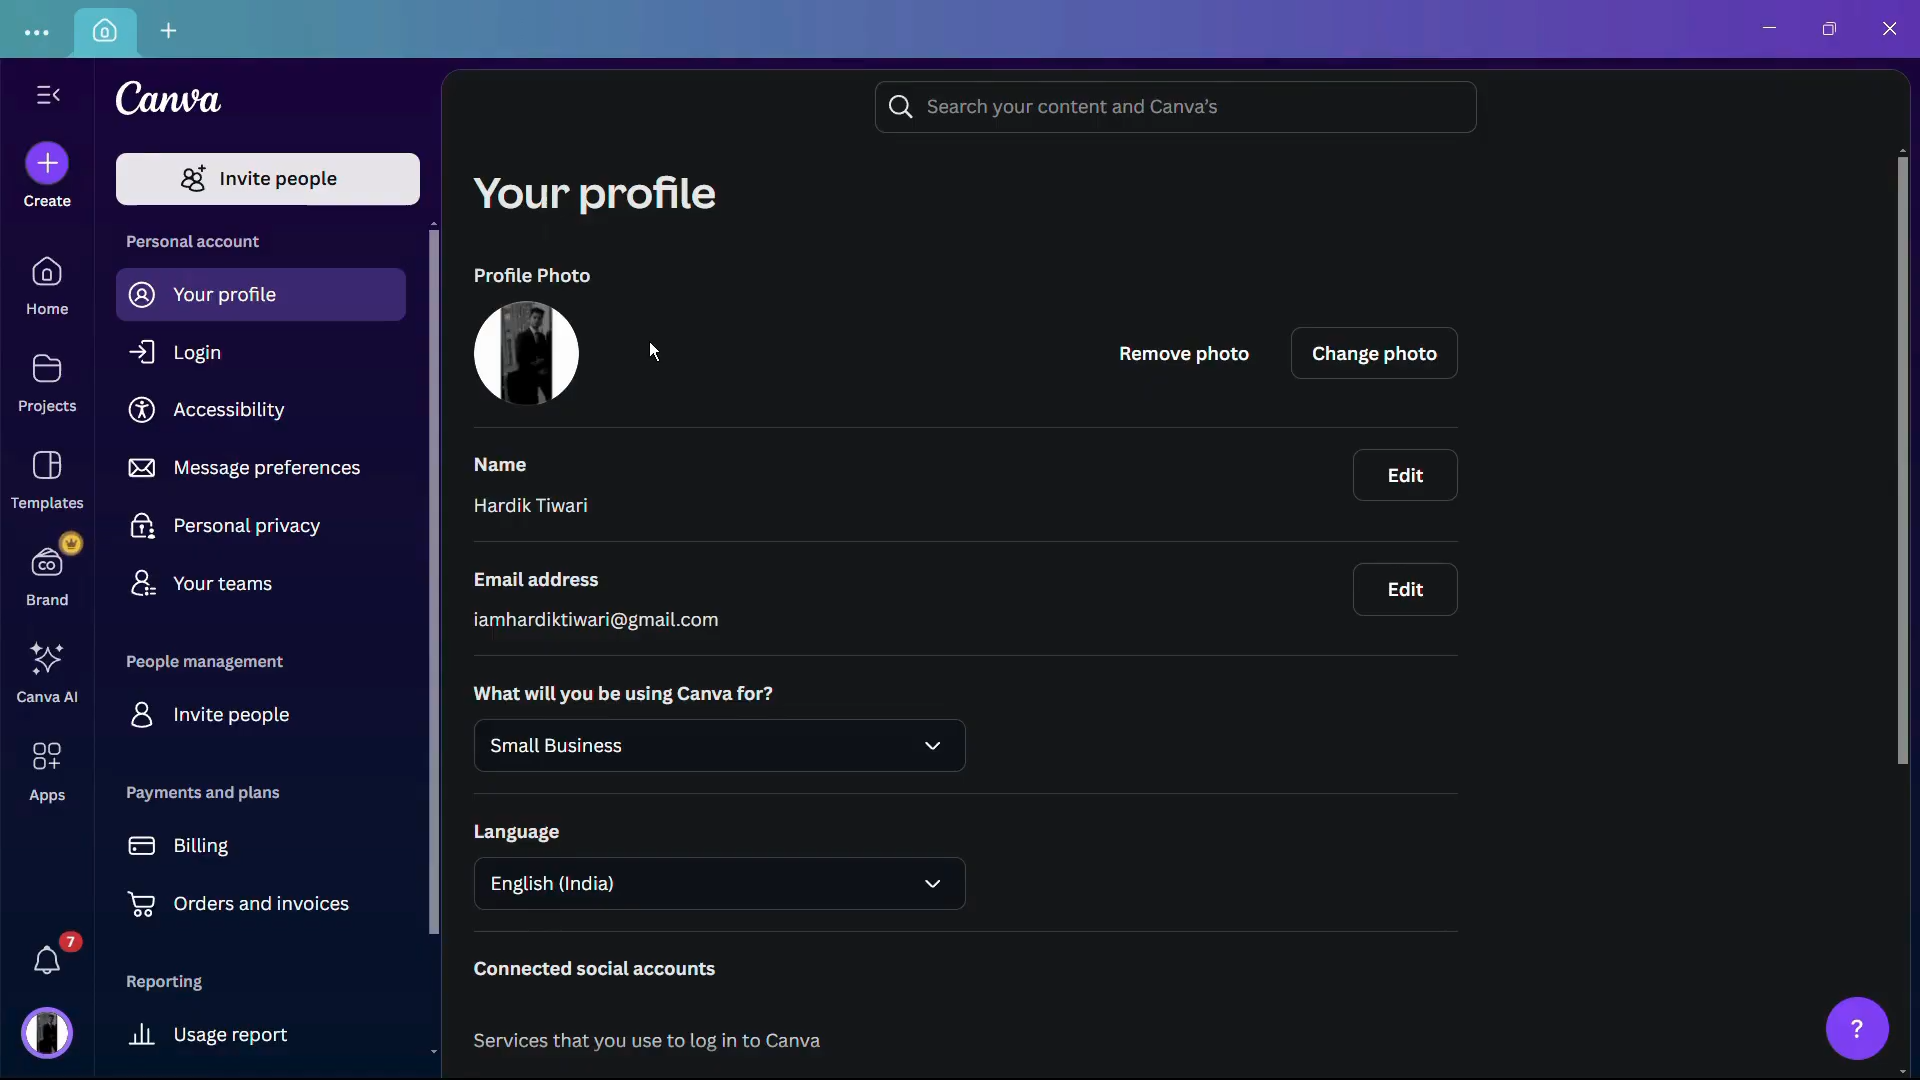 Canva
Search your content and Canva's
Create
Home
Projects
Templates
Brand
Canva AI
Apps
7
Invite people
Personal account
Your profile
Login
Accessibility
Message preferences
Personal privacy
Your teams
People management
Invite people
Payments and plans
Billing
Orders and invoices
Reporting
Usage report
Your profile
Profile Photo
Remove photo
Change photo
Name
Hardik Tiwari
Edit
Email address
iamhardiktiwari@gmail.com
Edit
What will you be using Canva for?
Small Business
Language
English (India)
Connected social accounts
Services that you use to log in to Canva
?